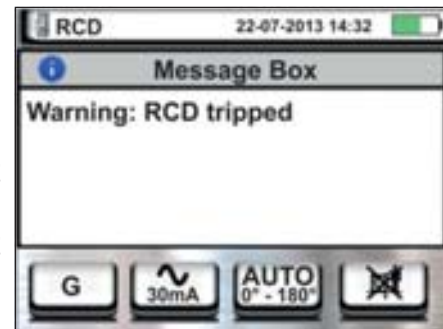 RCD 22-07-2013 14:32
Message Box
Warning: RCD tripped
G 30mA AUTO
0° - 180°